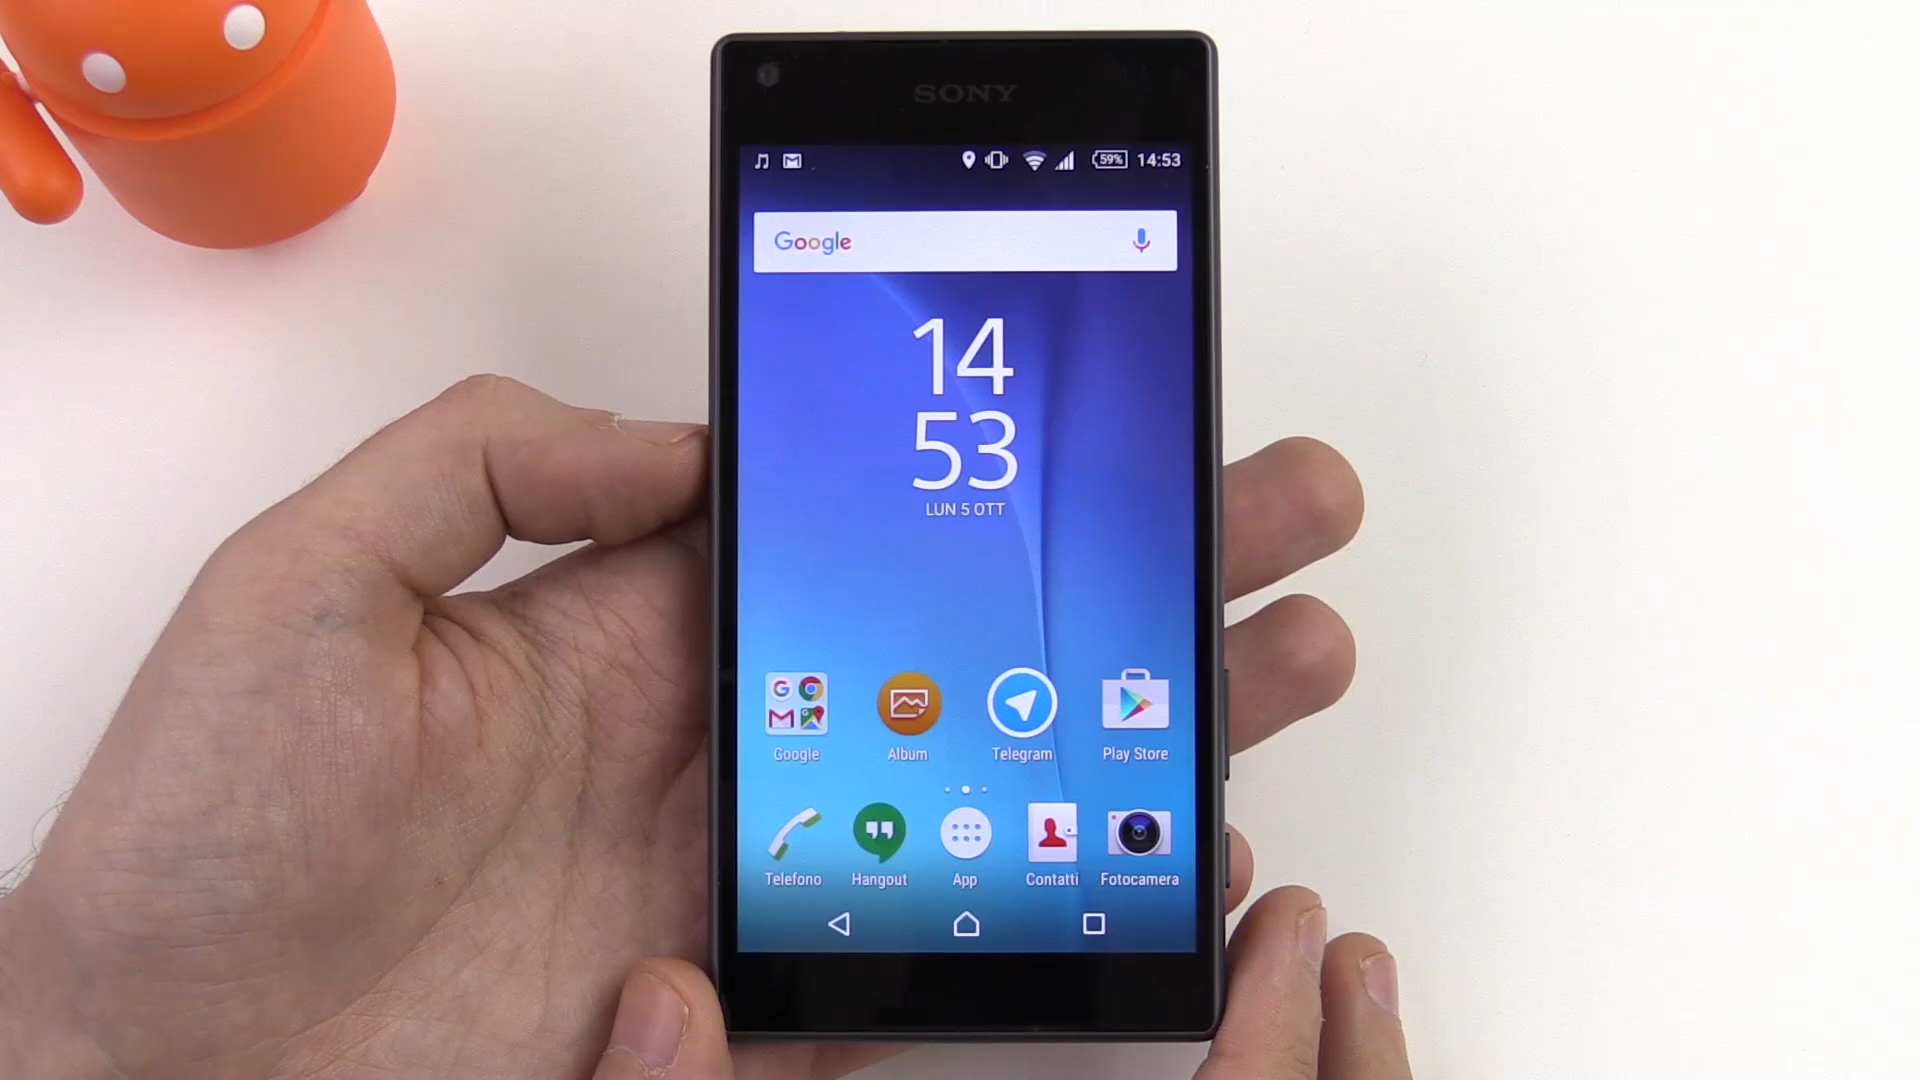 SONY
59% 14:53
Google
14
53
LUN 5 OTT
Google Album Telegram Play Store
Telefono Hangout App Contatti Fotocamera